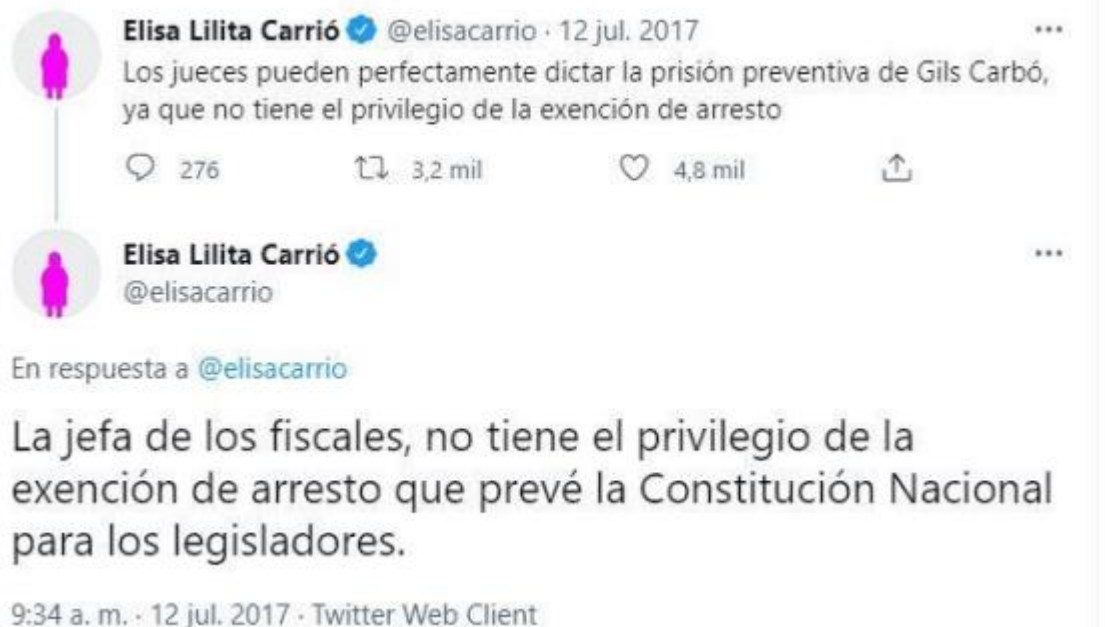 Elisa Lilita Carrió @elisacarrio · 12 jul. 2017
Los jueces pueden perfectamente dictar la prisión preventiva de Gils Carbó,
ya que no tiene el privilegio de la exención de arresto
276 3,2 mil 4,8 mil
Elisa Lilita Carrió
@elisacarrio
En respuesta a @elisacarrio
La jefa de los fiscales, no tiene el privilegio de la
exención de arresto que prevé la Constitución Nacional
para los legisladores.
9:34 a. m. · 12 jul. 2017 · Twitter Web Client